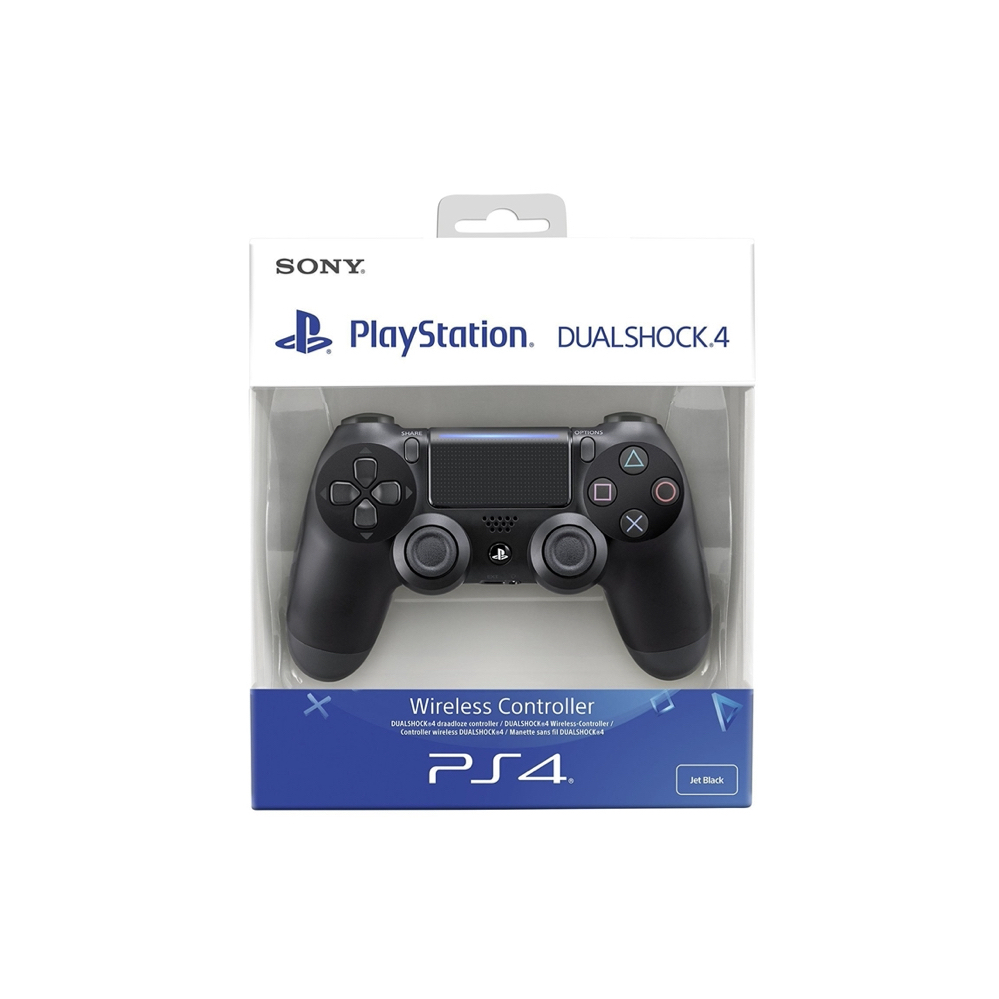 SONY®
PlayStation® DUALSHOCK®4
SHARE
OPTIONS
Wireless Controller
DUALSHOCK®4 draadloze controller / DUALSHOCK®4 Wireless-Controller /
Controller wireless DUALSHOCK®4 / Manette sans fil DUALSHOCK®4
PS4®
Jet Black